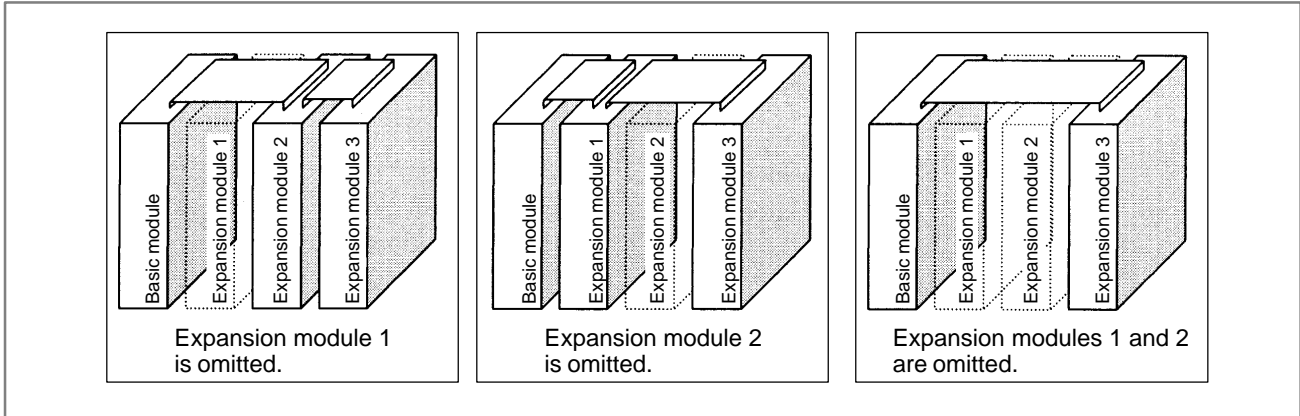 Basic module
Expansion module 1
Expansion module 2
Expansion module 3
Expansion module 1
is omitted.
Basic module
Expansion module 1
Expansion module 2
Expansion module 3
Expansion module 2
is omitted.
Basic module
Expansion module 1
Expansion module 2
Expansion module 3
Expansion modules 1 and 2
are omitted.